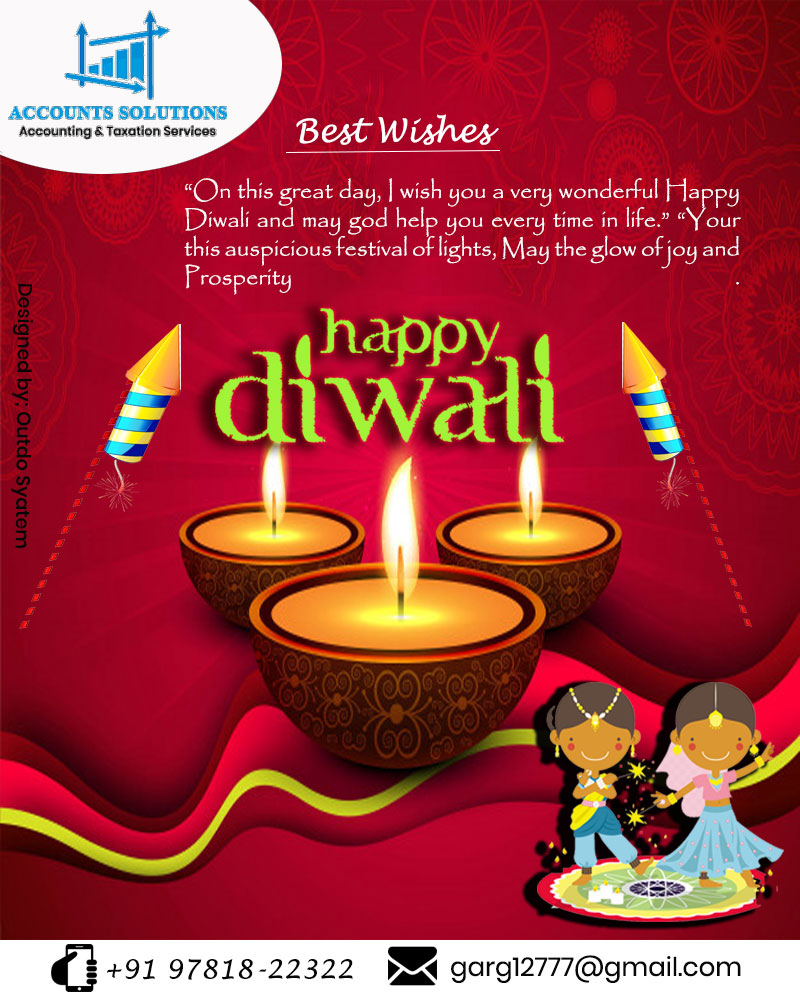 ACCOUNTS SOLUTIONS
Accounting & Taxation Services
Best Wishes
“On this great day, I wish you a very wonderful Happy
Diwali and may god help you every time in life.” “Your
this auspicious festival of lights, May the glow of joy and
Prosperity .
happy
diwali
Designed by; Outdo Syatem
+91 97818-22322
garg12777@gmail.com